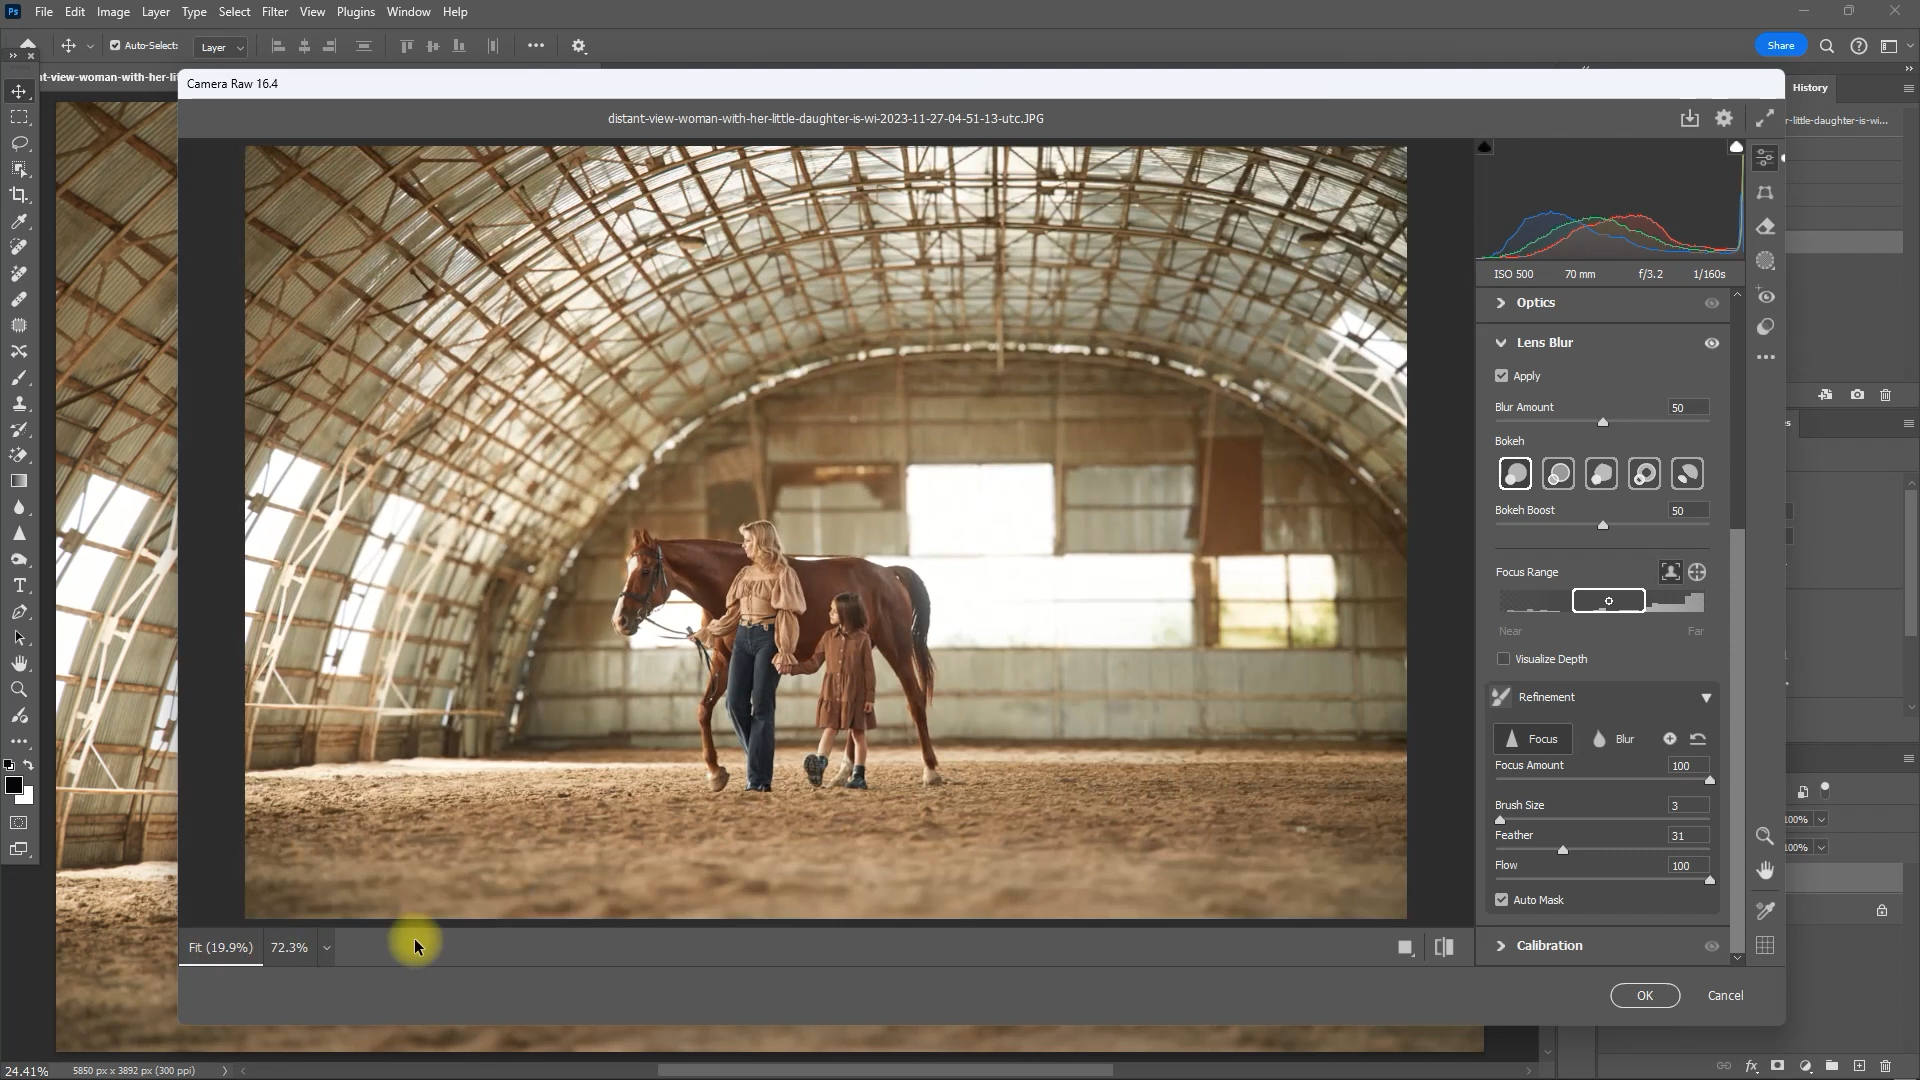 Ps File Edit Image Layer Type Select Filter View Plugins Window Help
Auto-Select: Layer
Share
nt-view-woman-with-her-lit
Camera Raw 16.4
History
distant-view-woman-with-her-little-daughter-is-wi-2023-11-27-04-51-13-utc.JPG
r-little-daughter-is-wi...
ISO 500 70 mm f/3.2 1/160s
Optics
Lens Blur
Apply
Blur Amount 50
Bokeh
Bokeh Boost 50
Focus Range
Near Far
Visualize Depth
Refinement
Focus Blur
Focus Amount 100
Brush Size 3
Feather 31
Flow 100
Auto Mask
Calibration
100%
100%
Fit (19.9%) 72.3%
OK Cancel
24.41% 5850 px x 3892 px (300 ppi)
fx